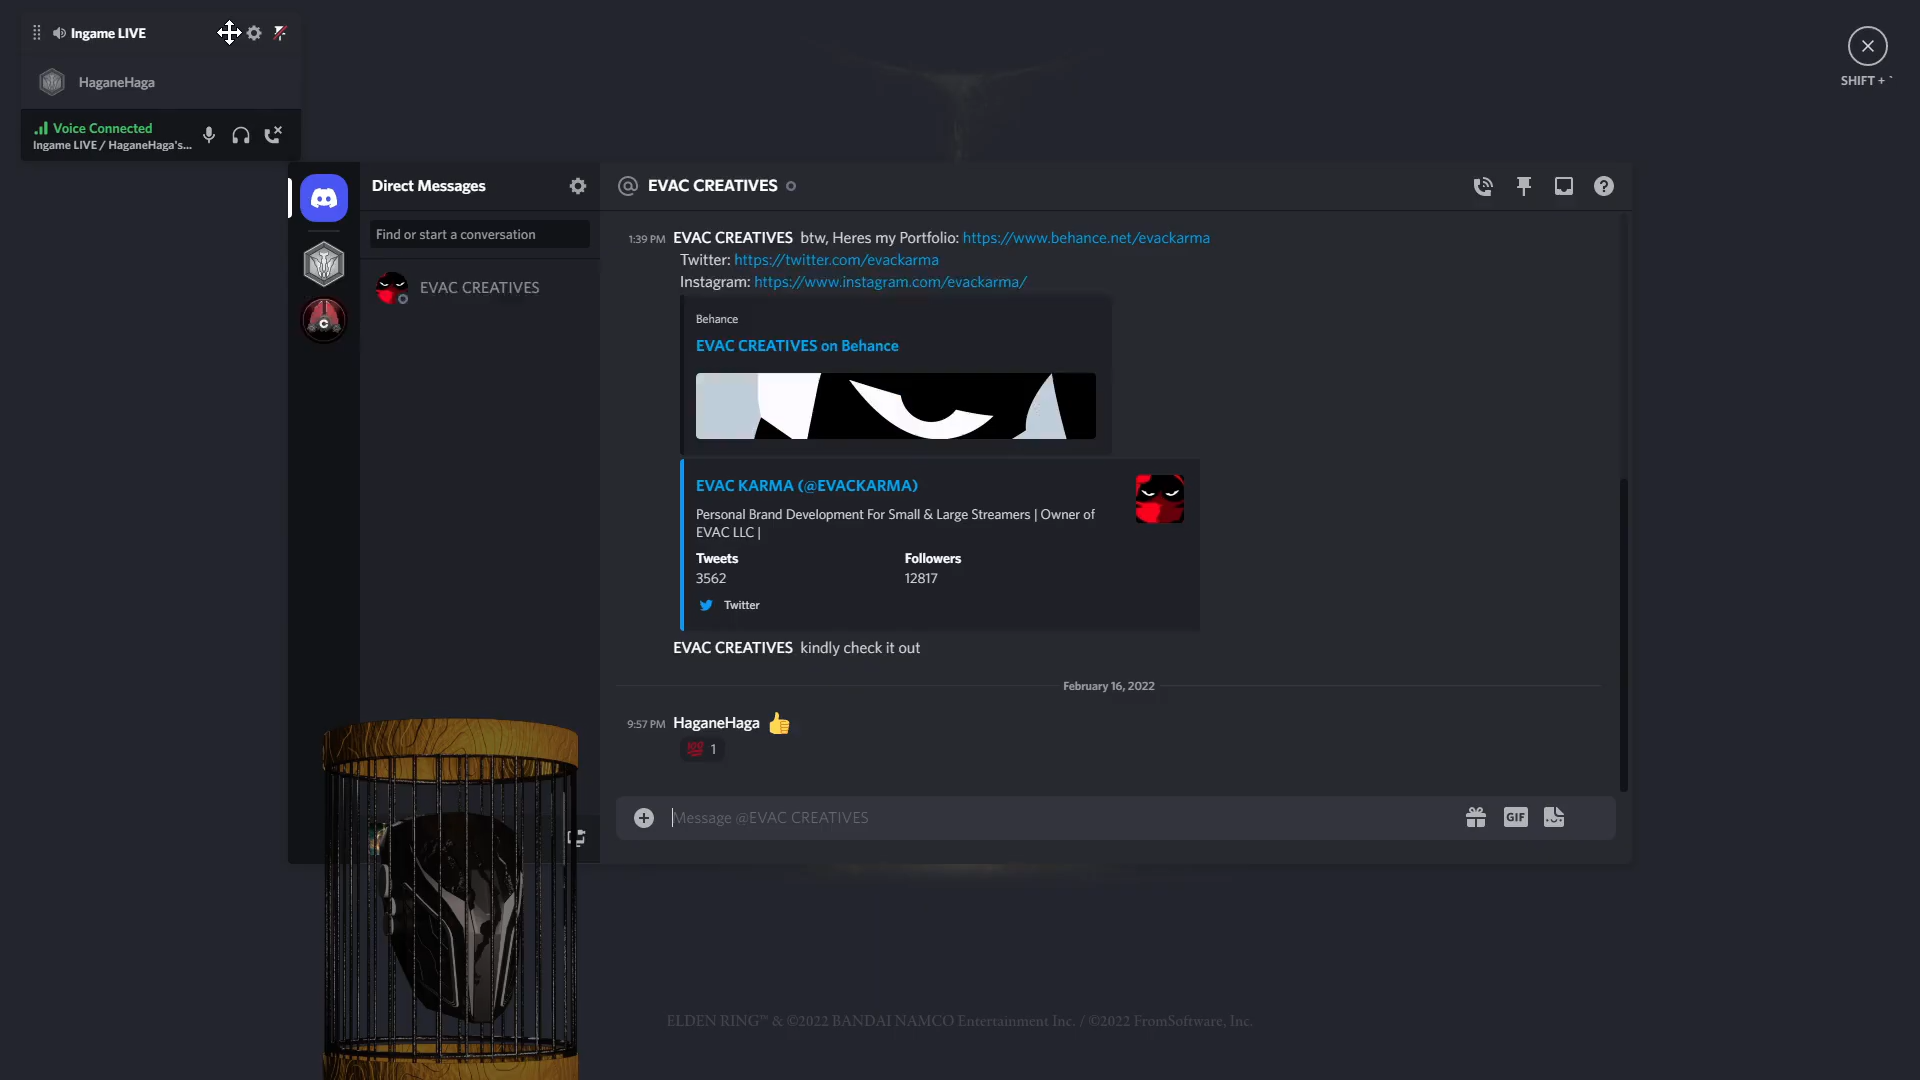 Ingame LIVE
HaganeHaga
Voice Connected
Ingame LIVE / HaganeHaga's...
SHIFT + `
Direct Messages
Find or start a conversation
EVAC CREATIVES
EVAC CREATIVES
1:39 PM EVAC CREATIVES btw, Heres my Portfolio: https://www.behance.net/evackarma
Twitter: https://twitter.com/evackarma
Instagram: https://www.instagram.com/evackarma/
Behance
EVAC CREATIVES on Behance
EVAC KARMA (@EVACKARMA)
Personal Brand Development For Small & Large Streamers | Owner of
EVAC LLC |
Tweets Followers
3562 12817
Twitter
EVAC CREATIVES kindly check it out
February 16, 2022
9:57 PM HaganeHaga 👍
💯 1
Message @EVAC CREATIVES
GIF
C
ELDEN RING™ & ©2022 BANDAI NAMCO Entertainment Inc. / ©2022 FromSoftware, Inc.